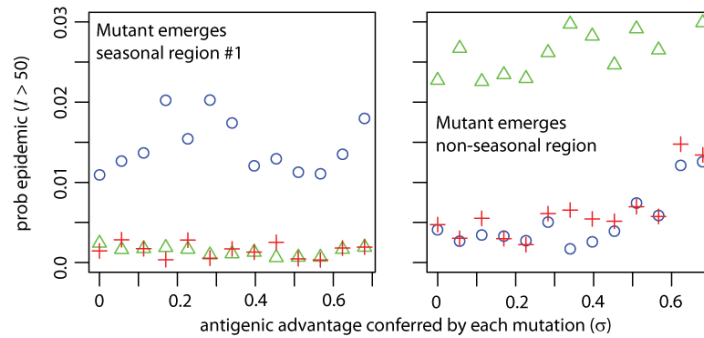 Mutant emerges
seasonal region #1
Mutant emerges
non-seasonal region
prob epidemic (I > 50)
0.03
0.02
0.01
0.0
0 0.2 0.4 0.6
0 0.2 0.4 0.6
antigenic advantage conferred by each mutation (σ)